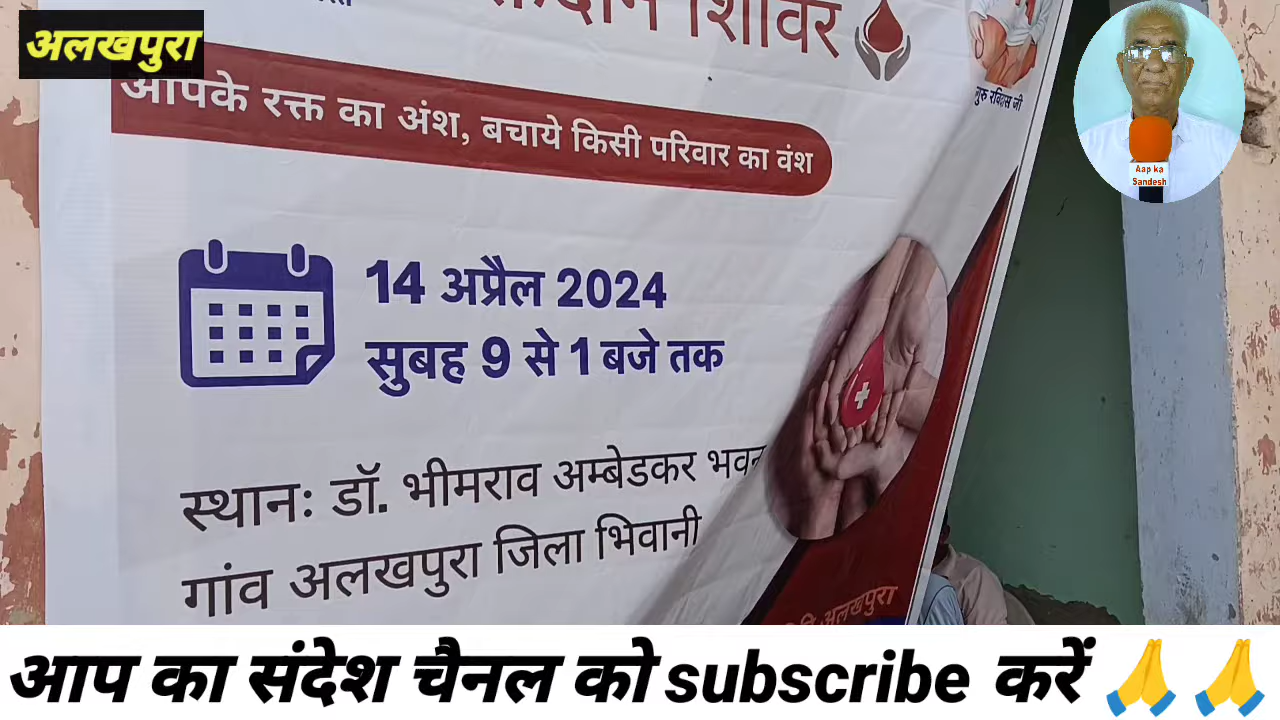 अलखपुरा
शिविर
आपके रक्त का अंश, बचाये किसी परिवार का वंश
गुरु रविदास जी
Aap ka
Sandesh
14 अप्रैल 2024
सुबह 9 से 1 बजे तक
स्थानः डॉ. भीमराव अम्बेडकर भवन
गांव अलखपुरा जिला भिवानी
अलखपुरा
आप का संदेश चैनल को subscribe करें 🙏 🙏